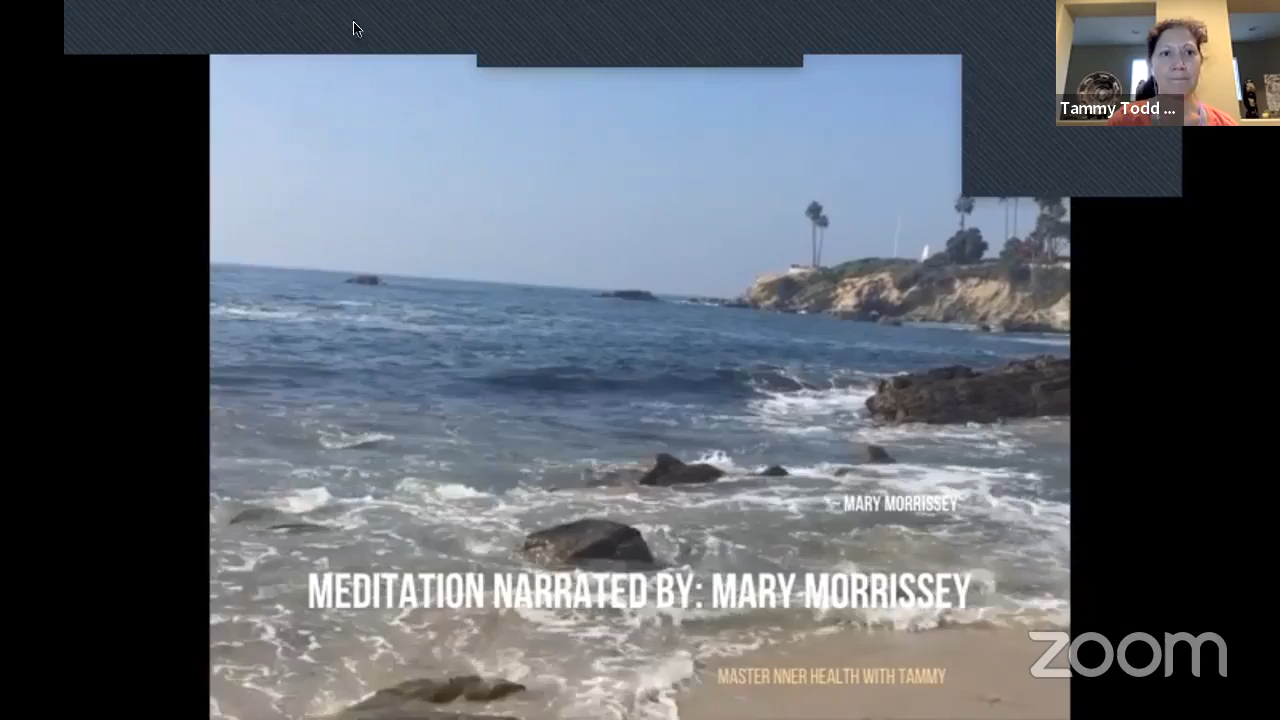 Tammy Todd ...
~ MARY MORRISSEY
MEDITATION NARRATED BY: MARY MORRISSEY
MASTER NNER HEALTH WITH TAMMY
zoom